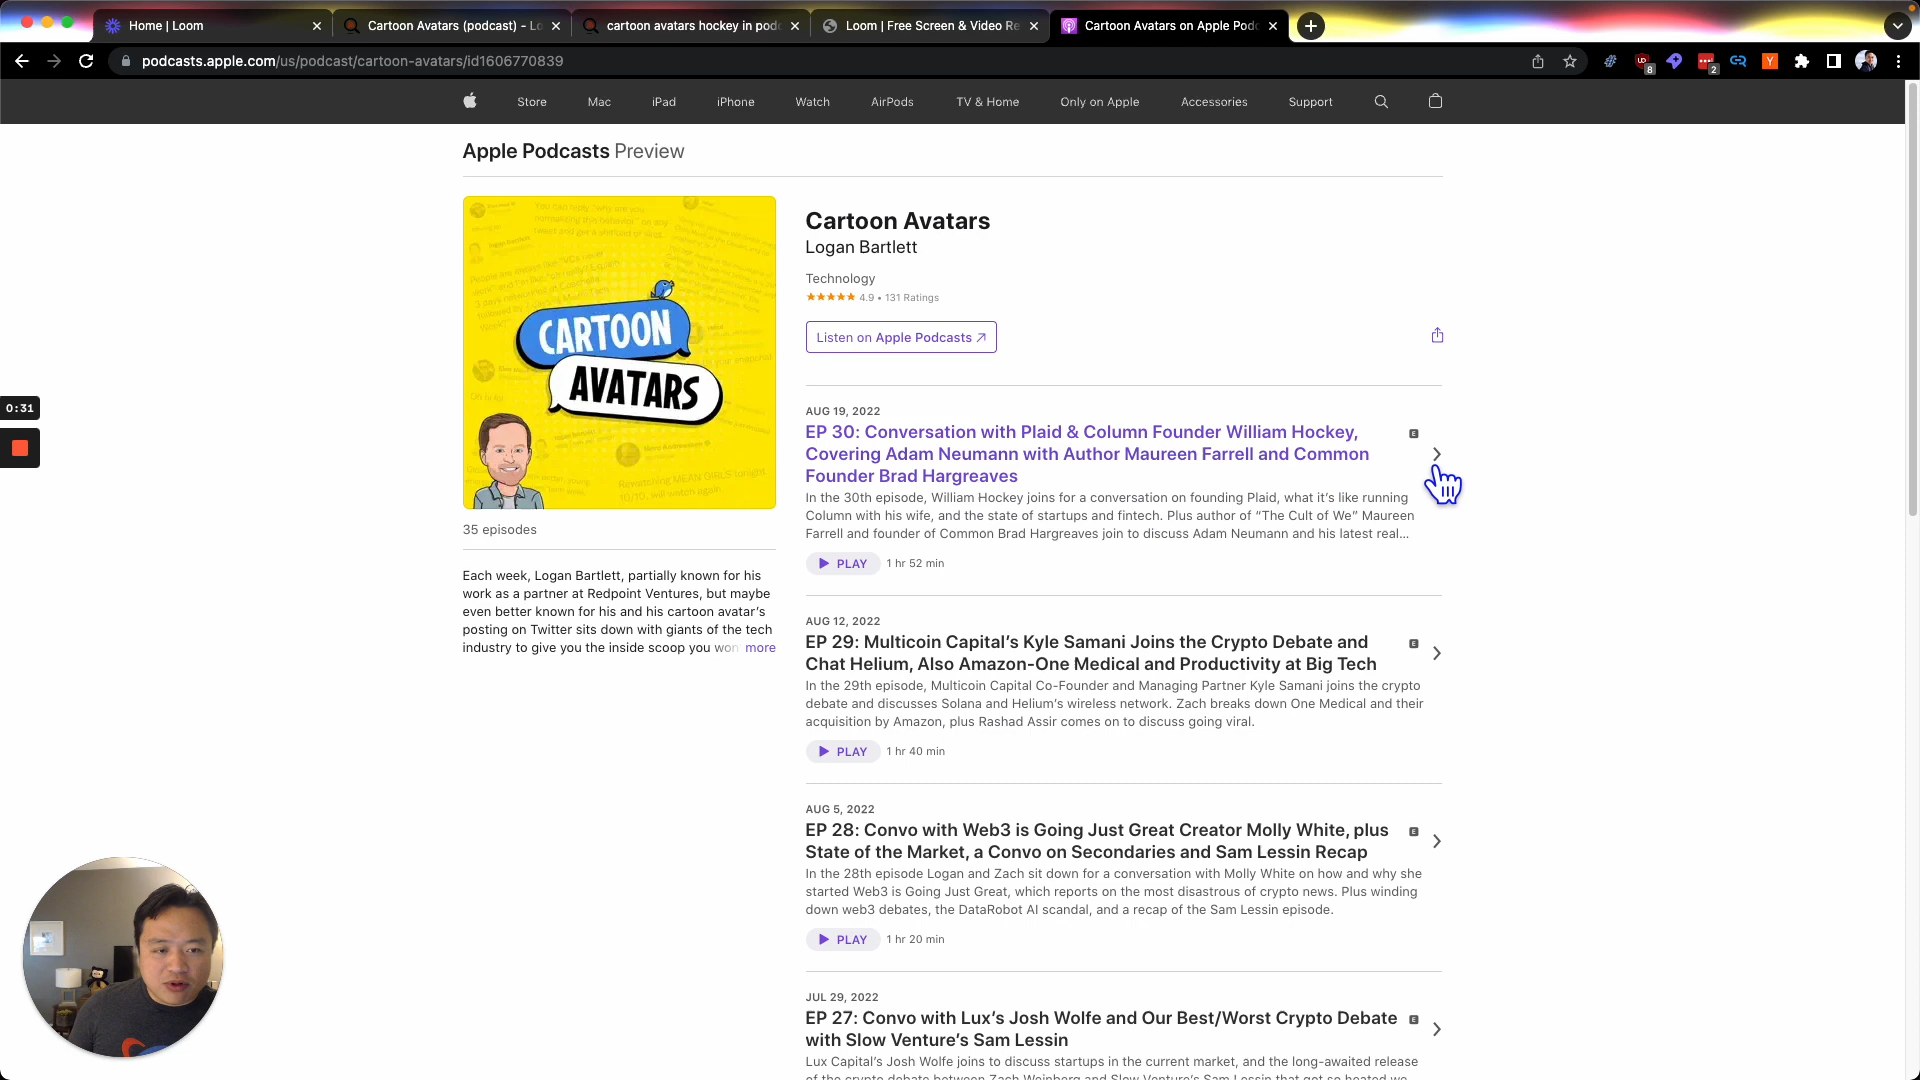 Home | Loom
Cartoon Avatars (podcast) - Lo
cartoon avatars hockey in podc
Loom | Free Screen & Video Re
Cartoon Avatars on Apple Podc
podcasts.apple.com/us/podcast/cartoon-avatars/id1606770839
8
2
Y
Store
Mac
iPad
iPhone
Watch
AirPods
TV & Home
Only on Apple
Accessories
Support
Apple Podcasts Preview
CARTOON
AVATARS
35 episodes
Each week, Logan Bartlett, partially known for his
work as a partner at Redpoint Ventures, but maybe
even better known for his and his cartoon avatar's
posting on Twitter sits down with giants of the tech
industry to give you the inside scoop you won more
Cartoon Avatars
Logan Bartlett
Technology
★★★★★ 4.9 • 131 Ratings
Listen on Apple Podcasts ↗
AUG 19, 2022
EP 30: Conversation with Plaid & Column Founder William Hockey,
Covering Adam Neumann with Author Maureen Farrell and Common
Founder Brad Hargreaves
E
In the 30th episode, William Hockey joins for a conversation on founding Plaid, what it's like running
Column with his wife, and the state of startups and fintech. Plus author of “The Cult of We” Maureen
Farrell and founder of Common Brad Hargreaves join to discuss Adam Neumann and his latest real...
PLAY 1 hr 52 min
AUG 12, 2022
EP 29: Multicoin Capital's Kyle Samani Joins the Crypto Debate and
Chat Helium, Also Amazon-One Medical and Productivity at Big Tech
E
In the 29th episode, Multicoin Capital Co-Founder and Managing Partner Kyle Samani joins the crypto
debate and discusses Solana and Helium's wireless network. Zach breaks down One Medical and their
acquisition by Amazon, plus Rashad Assir comes on to discuss going viral.
PLAY 1 hr 40 min
AUG 5, 2022
EP 28: Convo with Web3 is Going Just Great Creator Molly White, plus
State of the Market, a Convo on Secondaries and Sam Lessin Recap
E
In the 28th episode Logan and Zach sit down for a conversation with Molly White on how and why she
started Web3 is Going Just Great, which reports on the most disastrous of crypto news. Plus winding
down web3 debates, the DataRobot AI scandal, and a recap of the Sam Lessin episode.
PLAY 1 hr 20 min
JUL 29, 2022
EP 27: Convo with Lux's Josh Wolfe and Our Best/Worst Crypto Debate
with Slow Venture's Sam Lessin
E
Lux Capital's Josh Wolfe joins to discuss startups in the current market, and the long-awaited release
of the crypto debate between Zach Weinberg and Slow Venture's Sam Lessin that got so heated we
0:31